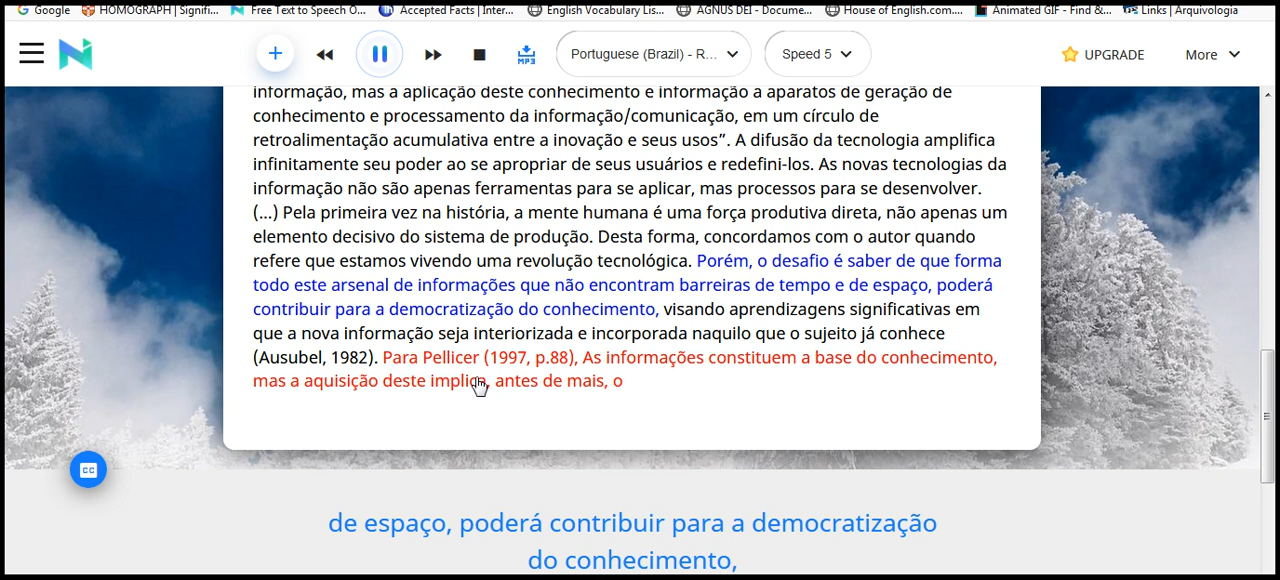 Google HOMOGRAPH | Signifi... Free Text to Speech O... Accepted Facts | Inter... English Vocabulary Lis... AGNUS DEI - Docume... House of English.com.... Animated GIF - Find &... Links | Arquivologia
MP3 Portuguese (Brazil) - R... Speed 5 UPGRADE More
informação, mas a aplicação deste conhecimento e informação a aparatos de geração de
conhecimento e processamento da informação/comunicação, em um círculo de
retroalimentação acumulativa entre a inovação e seus usos”. A difusão da tecnologia amplifica
infinitamente seu poder ao se apropriar de seus usuários e redefini-los. As novas tecnologias da
informação não são apenas ferramentas para se aplicar, mas processos para se desenvolver.
(...) Pela primeira vez na história, a mente humana é uma força produtiva direta, não apenas um
elemento decisivo do sistema de produção. Desta forma, concordamos com o autor quando
refere que estamos vivendo uma revolução tecnológica. Porém, o desafio é saber de que forma
todo este arsenal de informações que não encontram barreiras de tempo e de espaço, poderá
contribuir para a democratização do conhecimento, visando aprendizagens significativas em
que a nova informação seja interiorizada e incorporada naquilo que o sujeito já conhece
(Ausubel, 1982). Para Pellicer (1997, p.88), As informações constituem a base do conhecimento,
mas a aquisição deste implica, antes de mais, o
CC
de espaço, poderá contribuir para a democratização
do conhecimento,